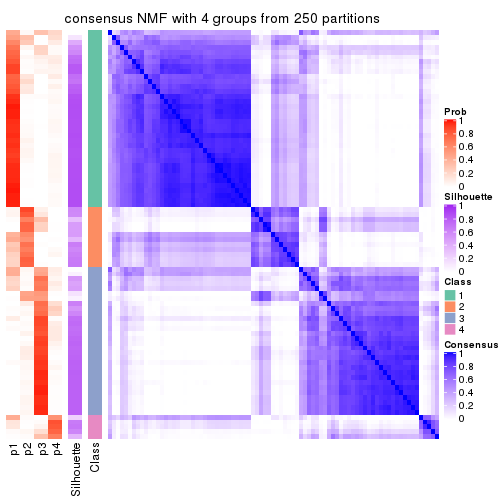 consensus NMF with 4 groups from 250 partitions
Prob
1
0.8
0.6
0.4
0.2
0
Silhouette
1
0.8
0.6
0.4
0.2
0
Class
1
2
3
4
Consensus
1
0.8
0.6
0.4
0.2
0
p1
p2
p3
p4
Silhouette
Class